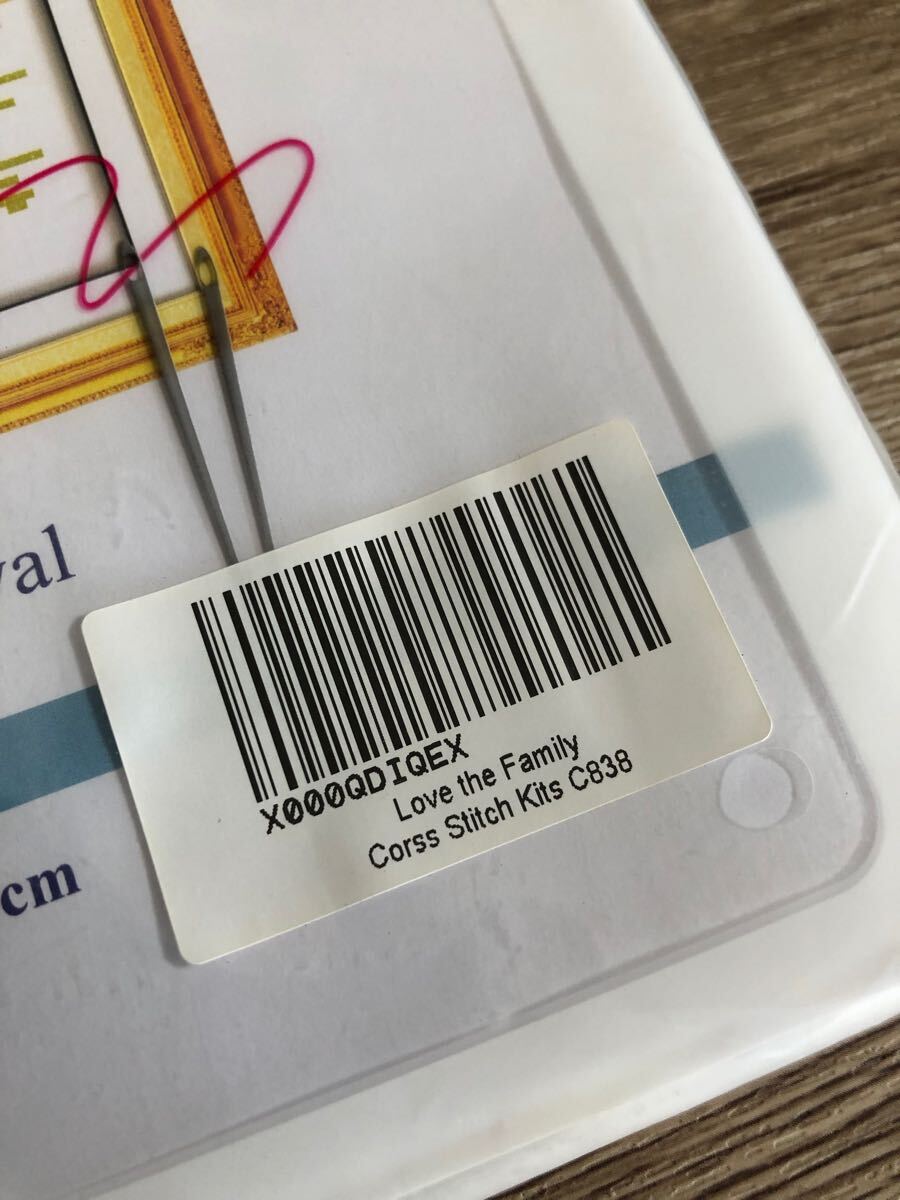 val
cm
X000QDIQEX
Love the Family
Corss Stitch Kits C838